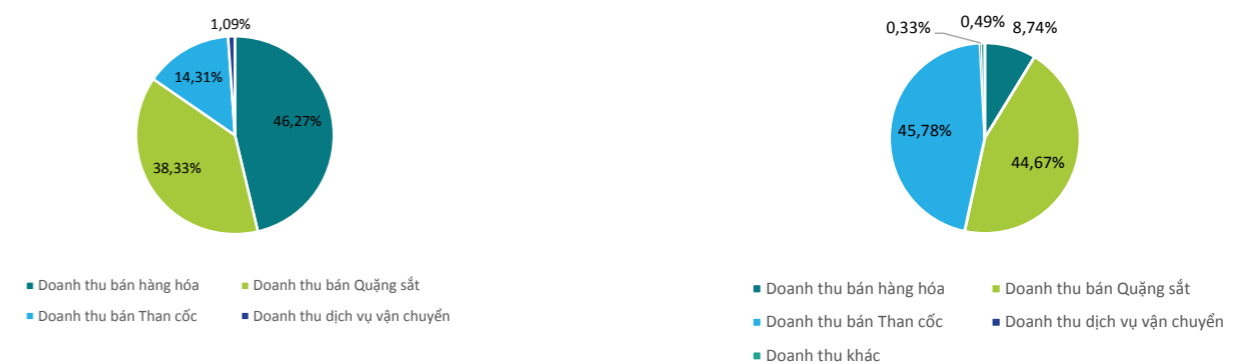 1,09%
14,31%
46,27%
38,33%
■ Doanh thu bán hàng hóa ■ Doanh thu bán Quặng sắt
■ Doanh thu bán Than cốc ■ Doanh thu dịch vụ vận chuyển
0,33% 0,49% 8,74%
45,78%
44,67%
■ Doanh thu bán hàng hóa ■ Doanh thu bán Quặng sắt
■ Doanh thu bán Than cốc ■ Doanh thu dịch vụ vận chuyển
■ Doanh thu khác